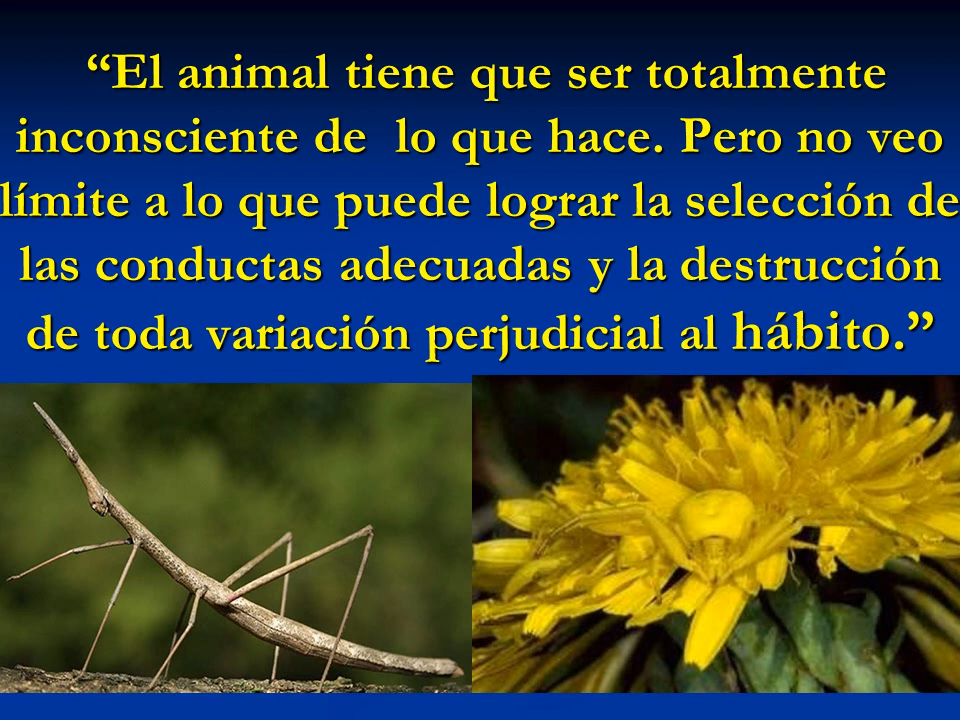 “El animal tiene que ser totalmente
inconsciente de lo que hace. Pero no veo
límite a lo que puede lograr la selección de
las conductas adecuadas y la destrucción
de toda variación perjudicial al hábito.”